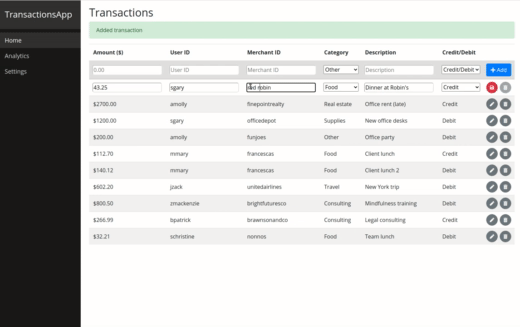 TransactionsApp
Home
Analytics
Settings
Transactions
Added transaction
Amount ($) User ID Merchant ID Category Description Credit/Debit
0.00 User ID Merchant ID Other Description Credit/Debit + Add
43.25 sgary red robin Food Dinner at Robin's Credit
$2700.00 amolly finepointrealty Real estate Office rent (late) Credit
$1200.00 sgary officedepot Supplies New office desks Debit
$200.00 amolly funjoes Other Office party Debit
$112.70 mmary francescas Food Client lunch Credit
$140.12 mmary francescas Food Client lunch 2 Debit
$602.20 jzack unitedairlines Travel New York trip Debit
$800.50 zmackenzie brightfuturesco Consulting Mindfulness training Debit
$266.99 bpatrick brawnsonandco Consulting Legal consulting Credit
$32.21 schristine nonnos Food Team lunch Debit